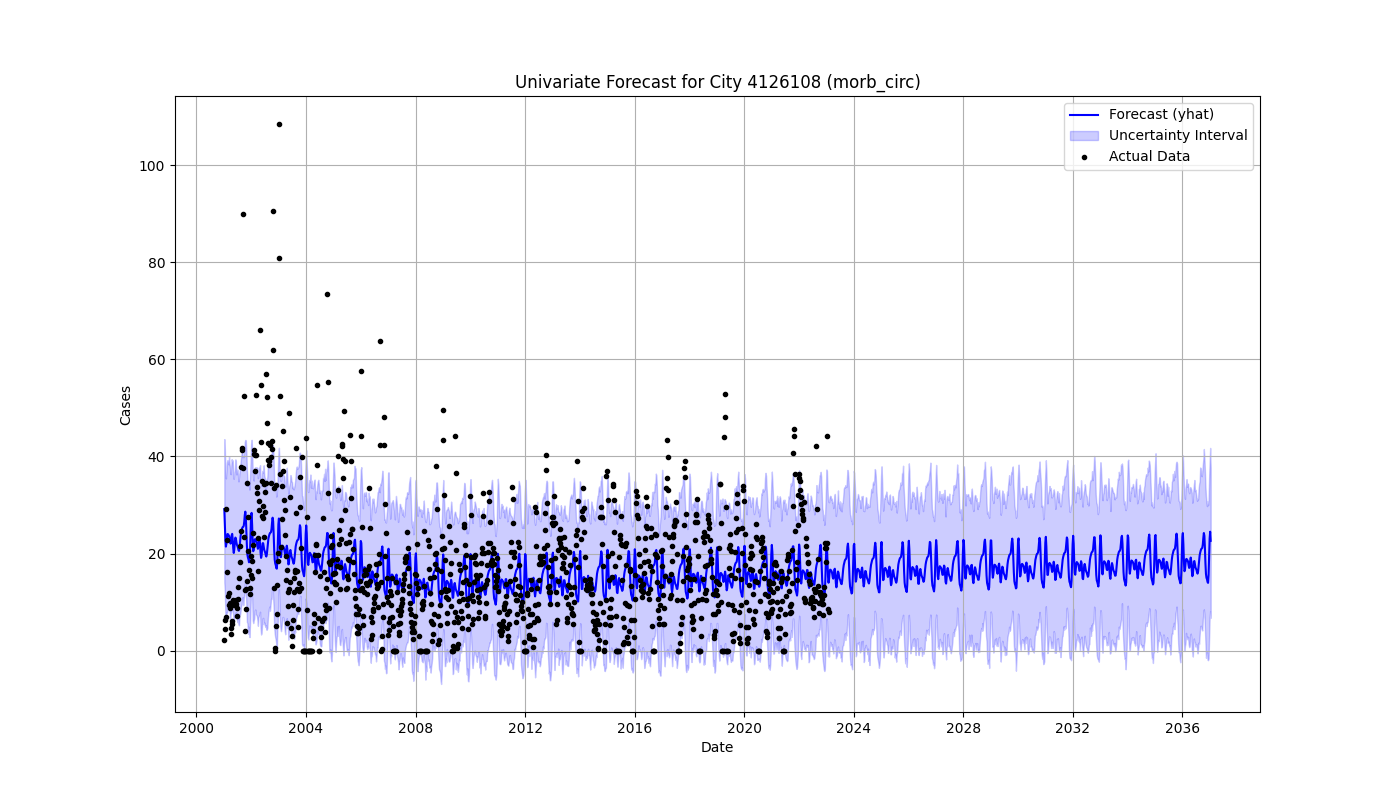 Univariate Forecast for City 4126108 (morb_circ)
Forecast (yhat)
Uncertainty Interval
Actual Data
Cases
100
80
60
40
20
0
2000 2004 2008 2012 2016 2020 2024 2028 2032 2036
Date